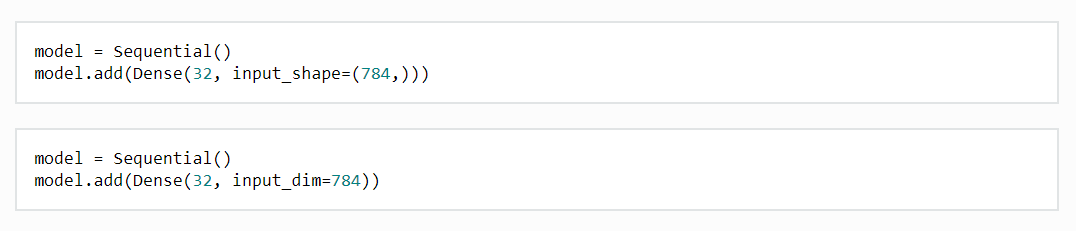 model = Sequential()
model.add(Dense(32, input_shape=(784,)))
model = Sequential()
model.add(Dense(32, input_dim=784))